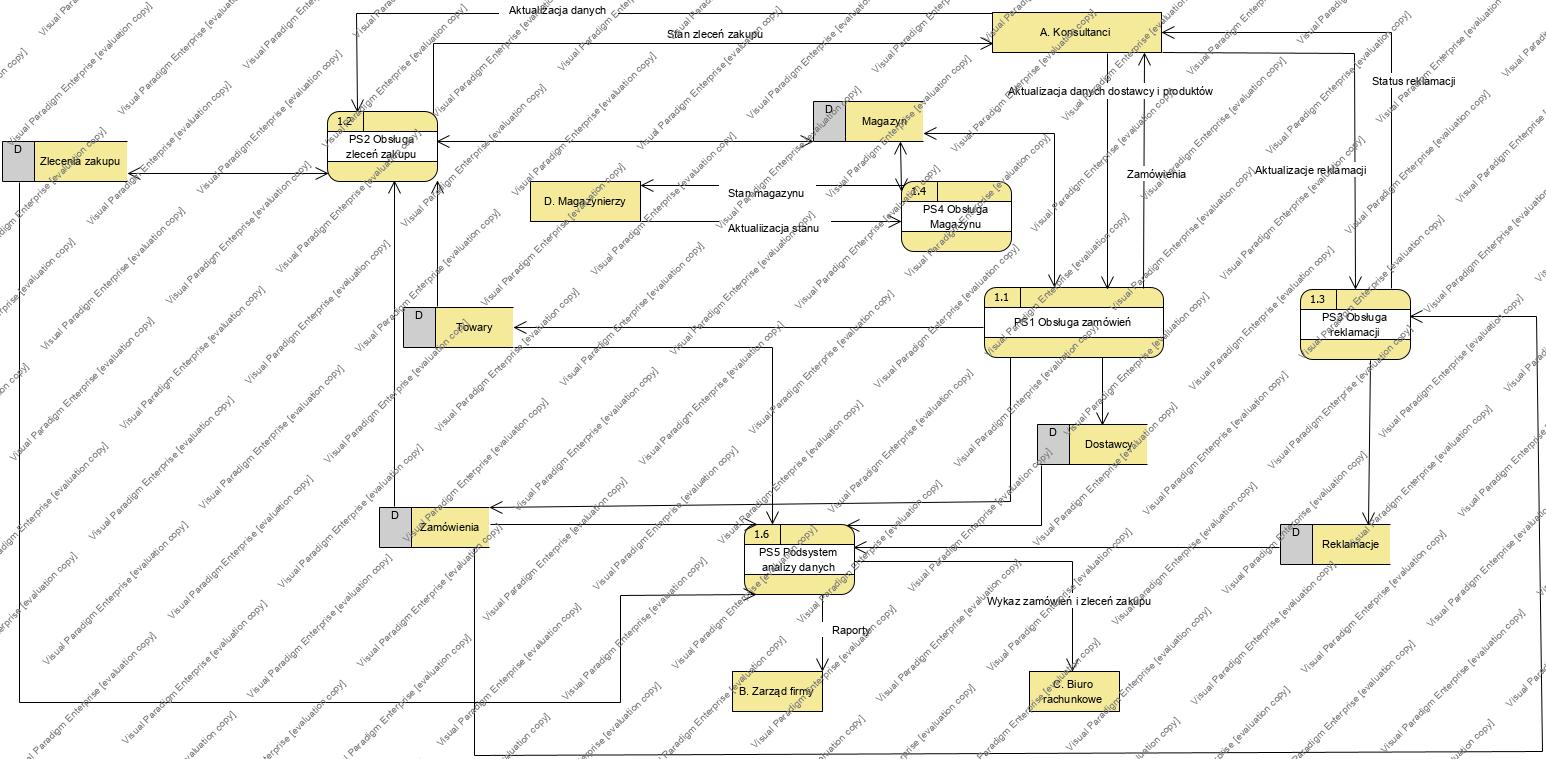 Aktualizacja danych
Stan zleceń zakupu
A. Konsultanci
Status reklamacji
Aktualizacja danych dostawcy i produktów
D
Magazyn
1.2
PS2 Obsługa
zleceń zakupu
D
Zlecenia zakupu
Zamówienia
Aktualizacje reklamacji
D. Magazynierzy
Stan magazynu
Aktualiizacja stanu
1.4
PS4 Obsługa
Magazynu
1.1
PS1 Obsługa zamówień
1.3
PS3 Obsługa
reklamacji
D
Towary
D
Dostawcy
D
Zamówienia
1.6
PS5 Podsystem
analizy danych
D
Reklamacje
Wykaz zamówień i zleceń zakupu
Raporty
B. Zarząd firmy
C. Biuro
rachunkowe
Visual Paradigm Enterprise [evaluation copy]